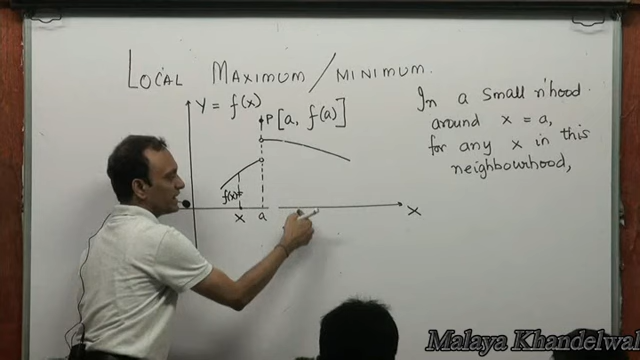 LOCAL MAXIMUM / MINIMUM.
Y = f(x)
P[a, f(a)]
f(x)
x a
X
In a small n'hood
around x = a,
for any x in this
neighbourhood,
Malaya Khandelwal